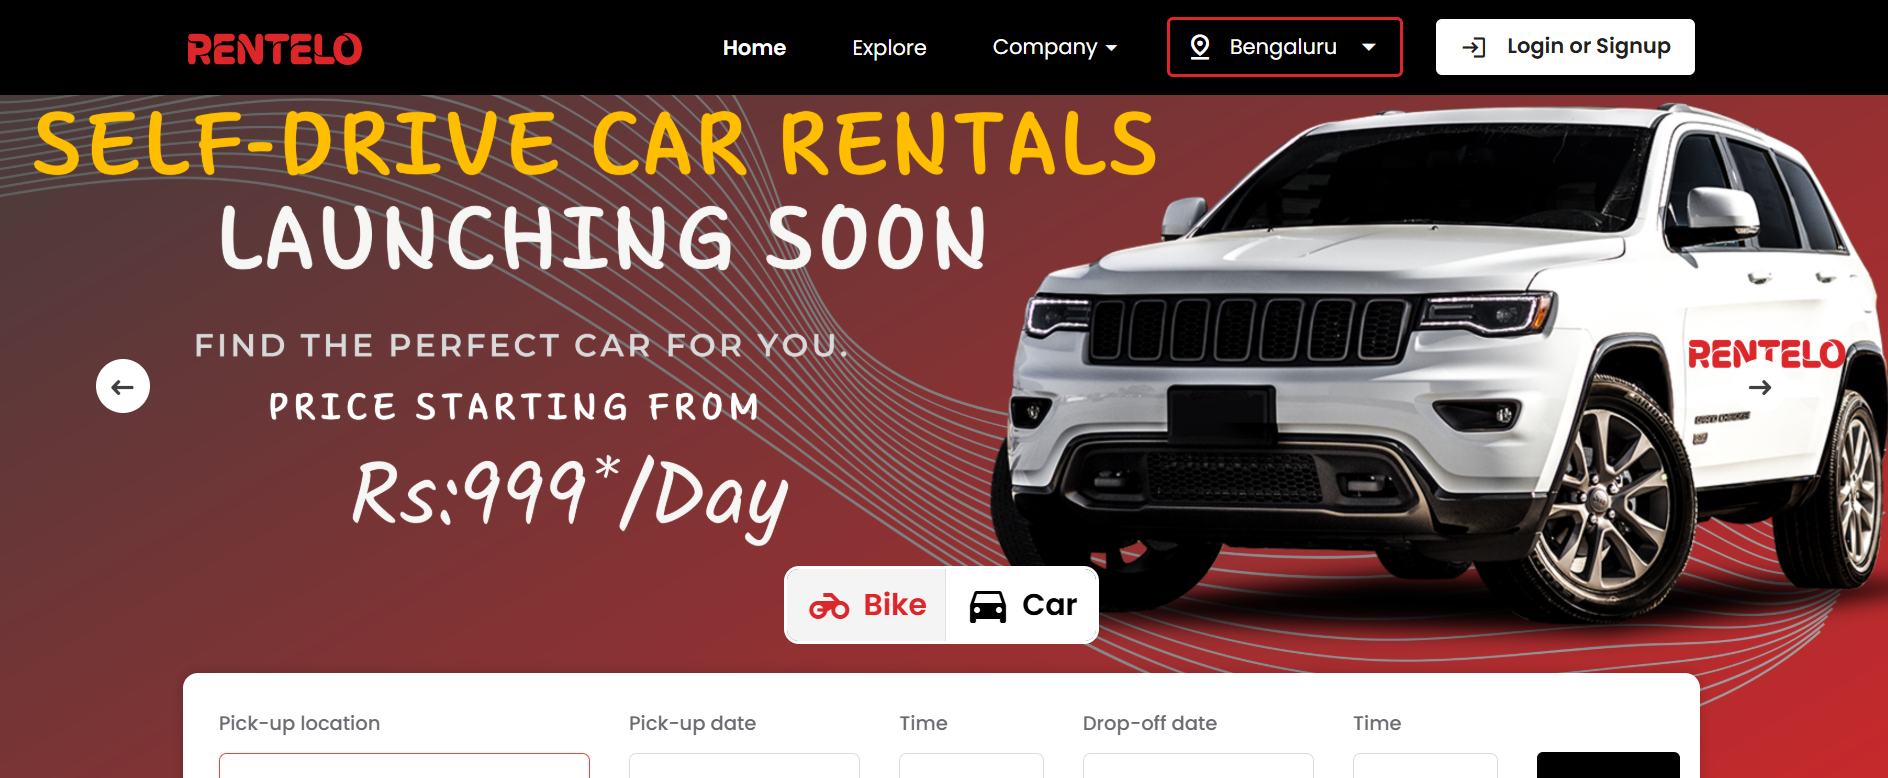 RENTELO
Home
Explore
Company
Bengaluru
Login or Signup
SELF-DRIVE CAR RENTALS
LAUNCHING SOON
FIND THE PERFECT CAR FOR YOU.
PRICE STARTING FROM
Rs:999*/Day
RENTELO
Bike
Car
Pick-up location
Pick-up date
Time
Drop-off date
Time